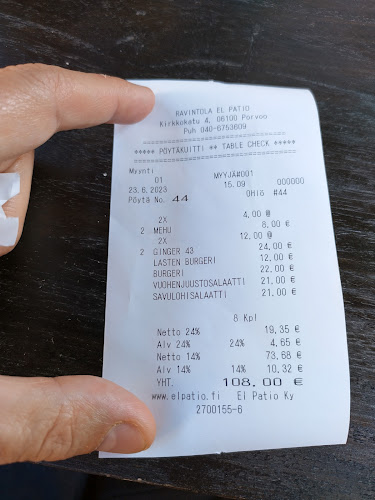 RAVINTOLA EL PATIO
Kirkkokatu 4, 06100 Porvoo
Puh 040-6753609
==============================
***** PÖYTÄKUITTI ** TABLE CHECK *****
==============================
Myynti MYYJÄ#001
01 15.09 000000
23.6.2023 OHiö #44
Pöytä No. 44
2X 4,00 @
2 MEHU 8,00 €
2X 12,00 @
2 GINGER 43 24,00 €
LASTEN BURGERI 12,00 €
BURGERI 22,00 €
VUOHENJUUSTOSALAATTI 21,00 €
SAVULOHISALAATTI 21,00 €
8 Kpl
Netto 24% 19,35 €
Alv 24% 24% 4,65 €
Netto 14% 73,68 €
Alv 14% 14% 10,32 €
YHT. 108,00 €
www.elpatio.fi El Patio Ky
2700155-6